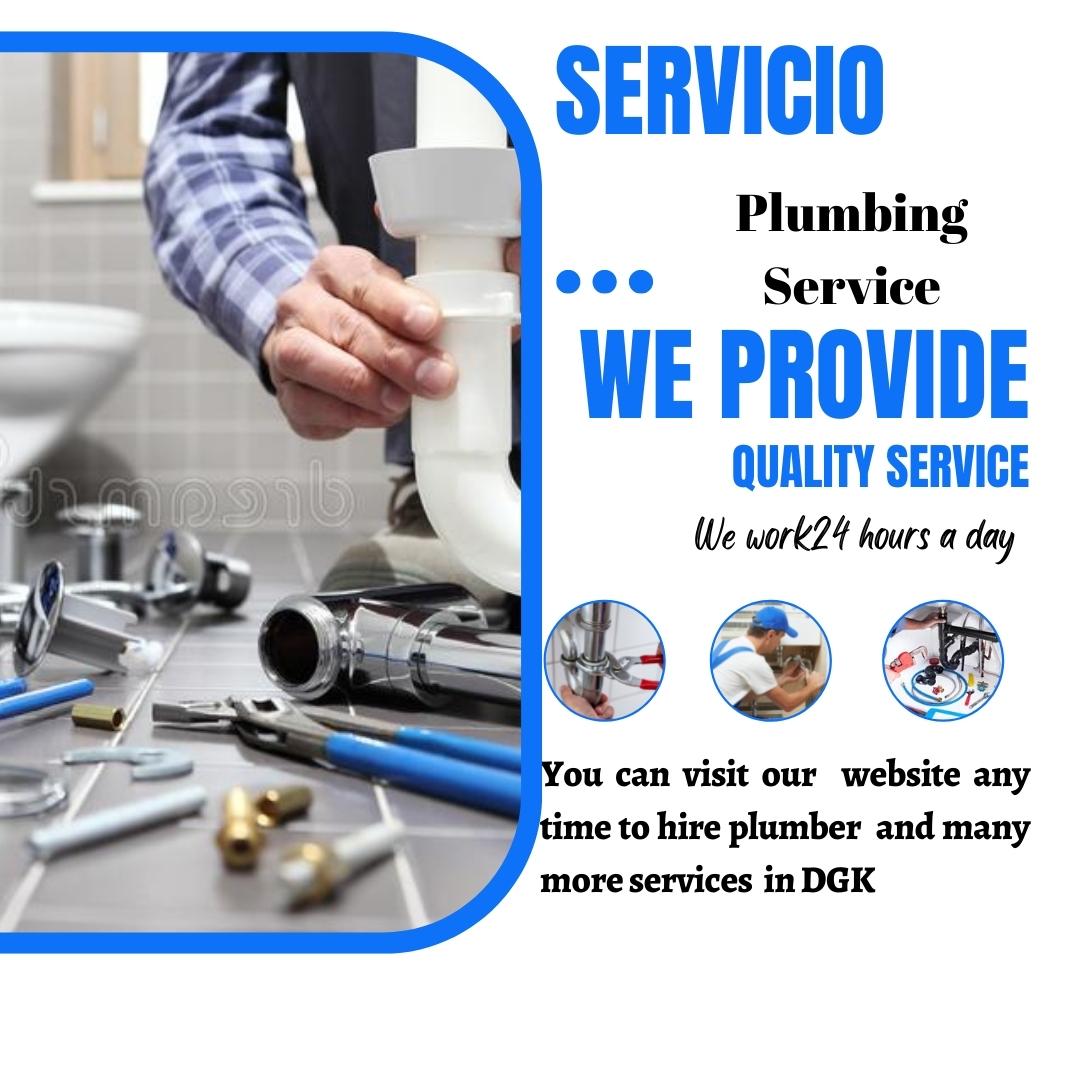 SERVICIO
Plumbing
Service
WE PROVIDE
QUALITY SERVICE
We work24 hours a day
dreamstime
You can visit our website any
time to hire plumber and many
more services in DGK